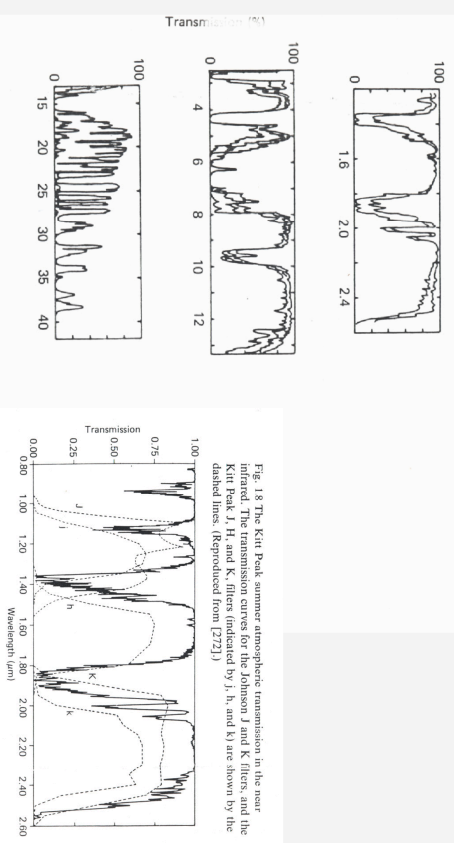 Transmission (%)
100
0
1.6
2.0
2.4
100
0
4
6
8
10
12
100
0
15
20
25
30
35
40
Fig. 18 The Kitt Peak summer atmospheric transmission in the near
infrared. The transmission curves for the Johnson J and K filters, and the
Kitt Peak J, H, and K, filters (indicated by j, h, and k) are shown by the
dashed lines. (Reproduced from [272].)
Transmission
1.00
0.75
0.50
0.25
0.00
J
j
h
K
k
0.80
1.00
1.20
1.40
1.60
1.80
2.00
2.20
2.40
2.60
Wavelength (μm)